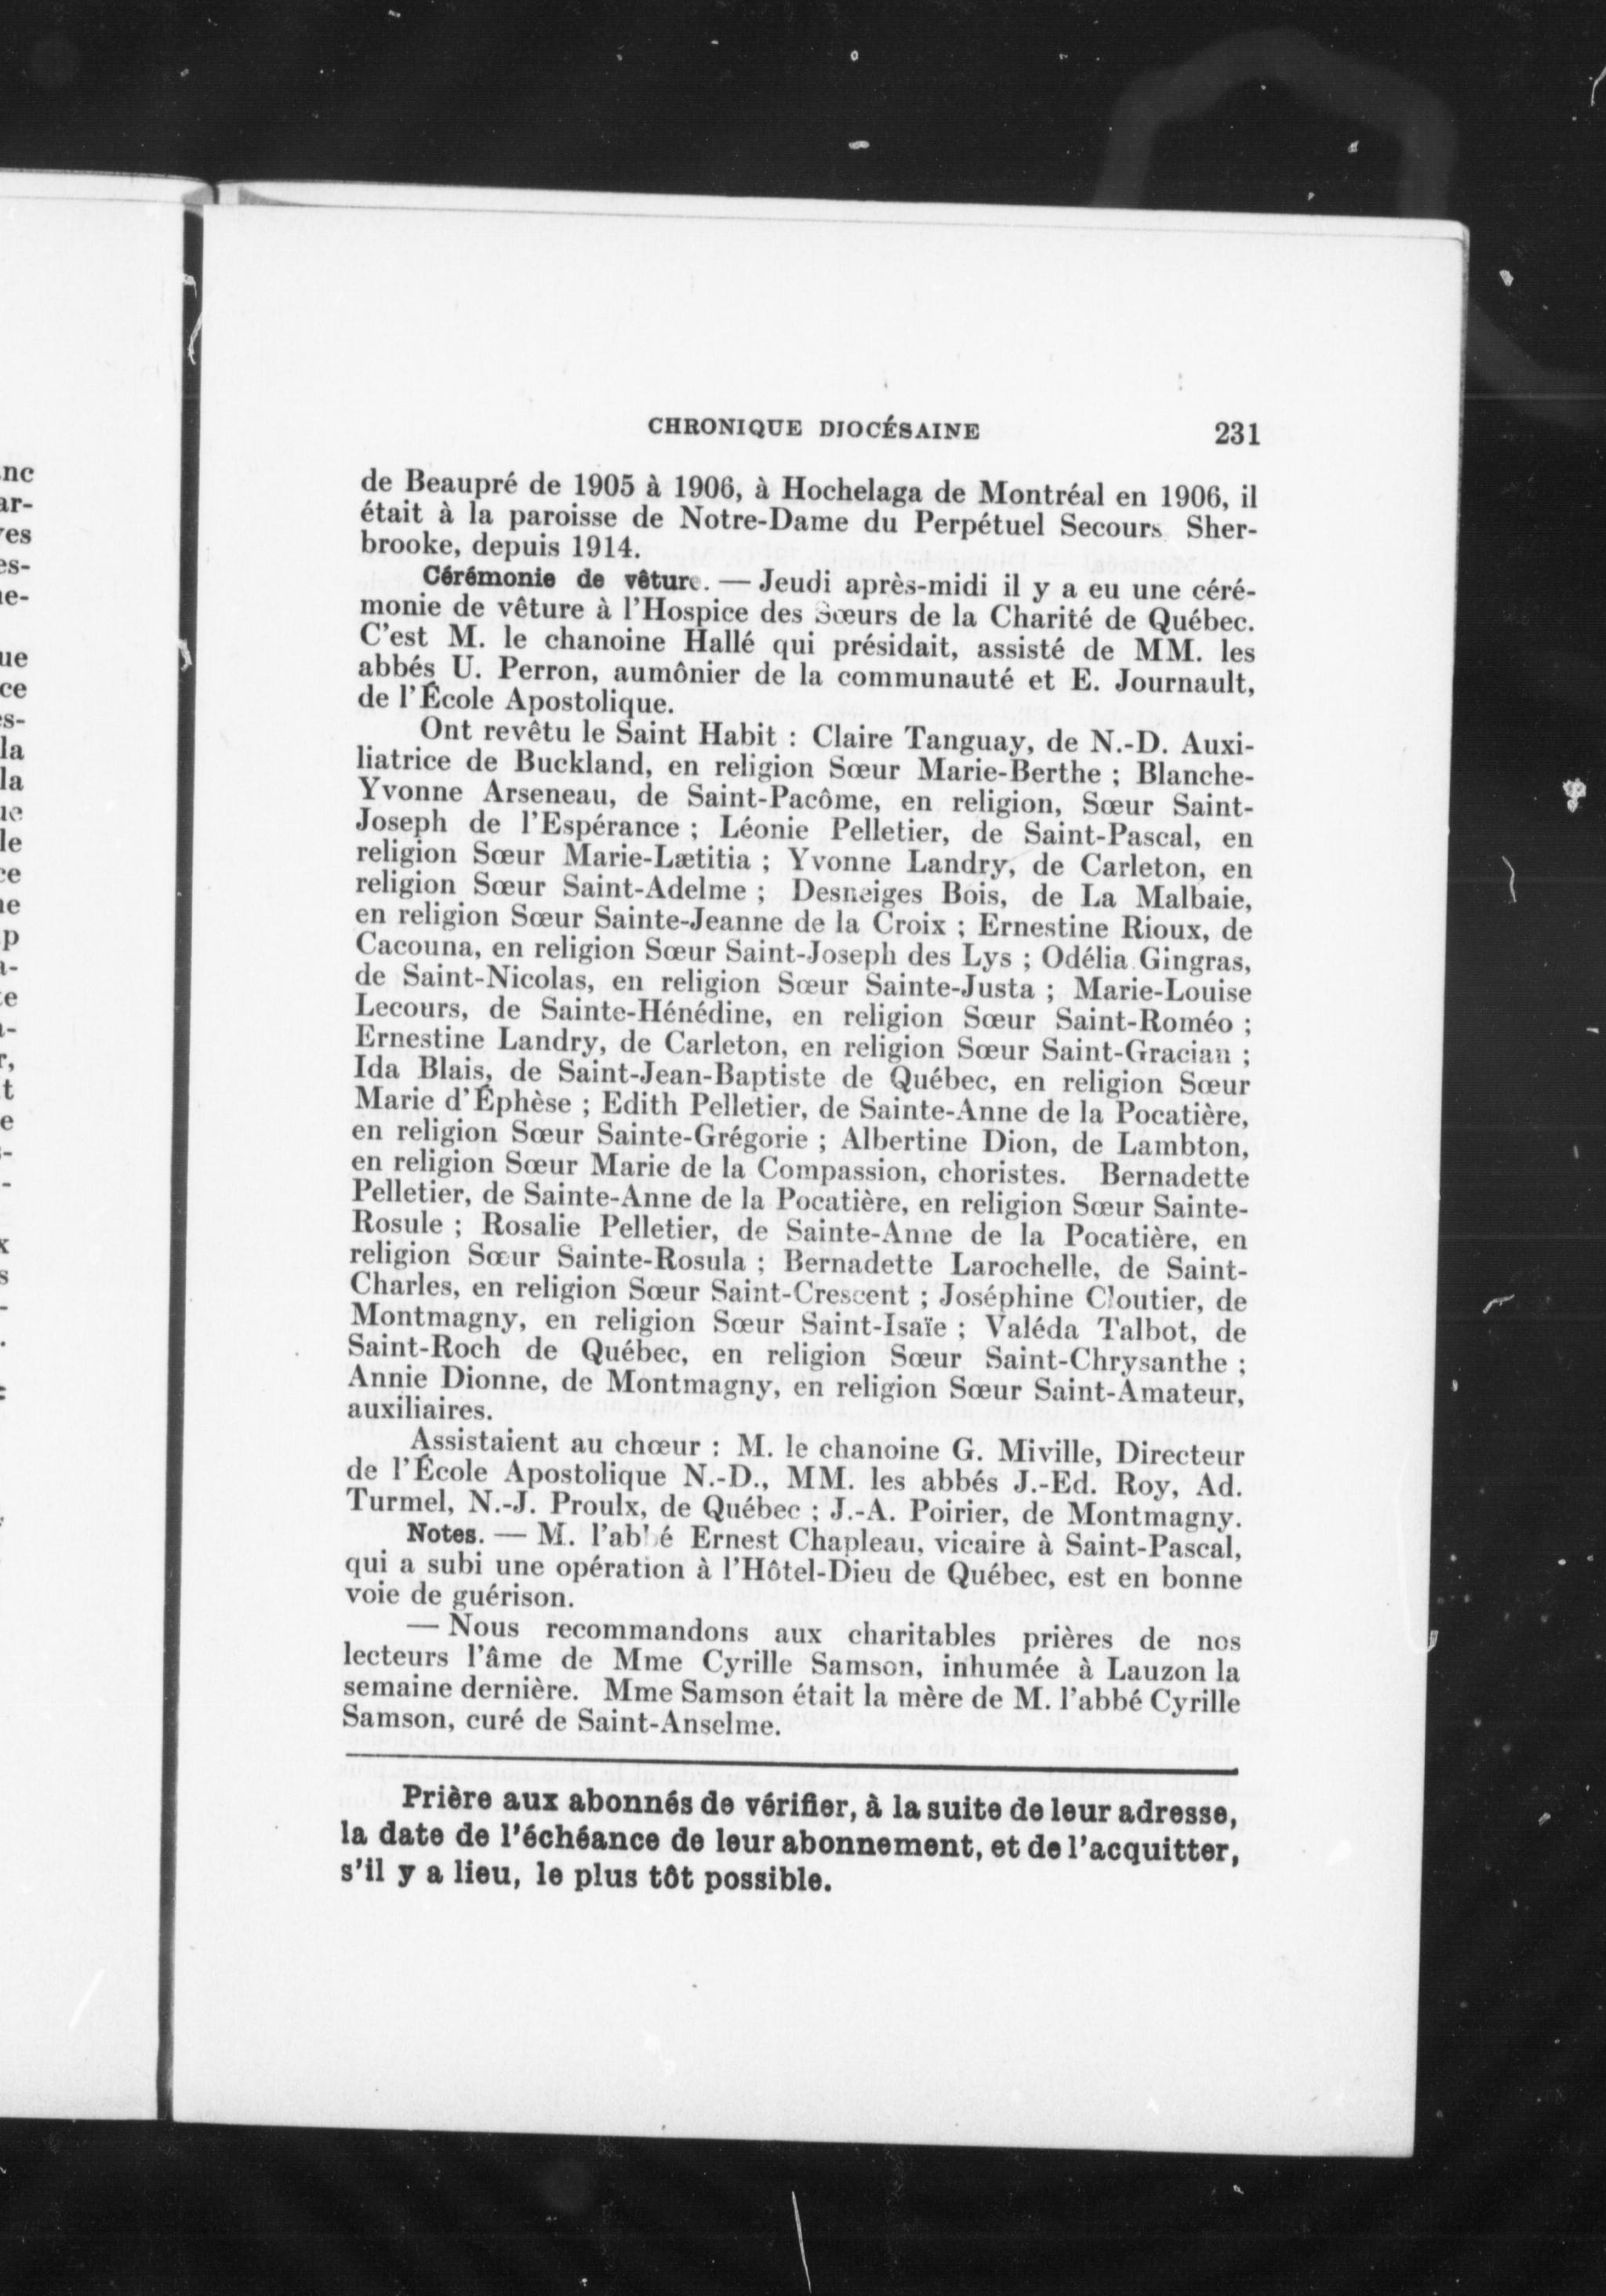 CHRONIQUE DIOCÉSAINE 231
de Beaupré de 1905 à 1906, à Hochelaga de Montréal en 1906, il
était à la paroisse de Notre-Dame du Perpétuel Secours Sher-
brooke, depuis 1914.
Cérémonie de vêture. — Jeudi après-midi il y a eu une céré-
monie de vêture à l'Hospice des Sœurs de la Charité de Québec.
C'est M. le chanoine Hallé qui présidait, assisté de MM. les
abbés U. Perron, aumônier de la communauté et E. Journault,
de l'École Apostolique.
Ont revêtu le Saint Habit : Claire Tanguay, de N.-D. Auxi-
liatrice de Buckland, en religion Sœur Marie-Berthe ; Blanche-
Yvonne Arseneau, de Saint-Pacôme, en religion, Sœur Saint-
Joseph de l'Espérance ; Léonie Pelletier, de Saint-Pascal, en
religion Sœur Marie-Lætitia ; Yvonne Landry, de Carleton, en
religion Sœur Saint-Adelme ; Desneiges Bois, de La Malbaie,
en religion Sœur Sainte-Jeanne de la Croix ; Ernestine Rioux, de
Cacouna, en religion Sœur Saint-Joseph des Lys ; Odélia Gingras,
de Saint-Nicolas, en religion Sœur Sainte-Justa ; Marie-Louise
Lecours, de Sainte-Hénédine, en religion Sœur Saint-Roméo ;
Ernestine Landry, de Carleton, en religion Sœur Saint-Gracian ;
Ida Blais, de Saint-Jean-Baptiste de Québec, en religion Sœur
Marie d'Éphèse ; Edith Pelletier, de Sainte-Anne de la Pocatière,
en religion Sœur Sainte-Grégorie ; Albertine Dion, de Lambton,
en religion Sœur Marie de la Compassion, choristes. Bernadette
Pelletier, de Sainte-Anne de la Pocatière, en religion Sœur Sainte-
Rosule ; Rosalie Pelletier, de Sainte-Anne de la Pocatière, en
religion Sœur Sainte-Rosula ; Bernadette Larochelle, de Saint-
Charles, en religion Sœur Saint-Crescent ; Joséphine Cloutier, de
Montmagny, en religion Sœur Saint-Isaïe ; Valéda Talbot, de
Saint-Roch de Québec, en religion Sœur Saint-Chrysanthe ;
Annie Dionne, de Montmagny, en religion Sœur Saint-Amateur,
auxiliaires.
Assistaient au chœur : M. le chanoine G. Miville, Directeur
de l'École Apostolique N.-D., MM. les abbés J.-Ed. Roy, Ad.
Turmel, N.-J. Proulx, de Québec ; J.-A. Poirier, de Montmagny.
Notes. — M. l'abbé Ernest Chapleau, vicaire à Saint-Pascal,
qui a subi une opération à l'Hôtel-Dieu de Québec, est en bonne
voie de guérison.
— Nous recommandons aux charitables prières de nos
lecteurs l'âme de Mme Cyrille Samson, inhumée à Lauzon la
semaine dernière. Mme Samson était la mère de M. l'abbé Cyrille
Samson, curé de Saint-Anselme.
Prière aux abonnés de vérifier, à la suite de leur adresse,
la date de l'échéance de leur abonnement, et de l'acquitter,
s'il y a lieu, le plus tôt possible.